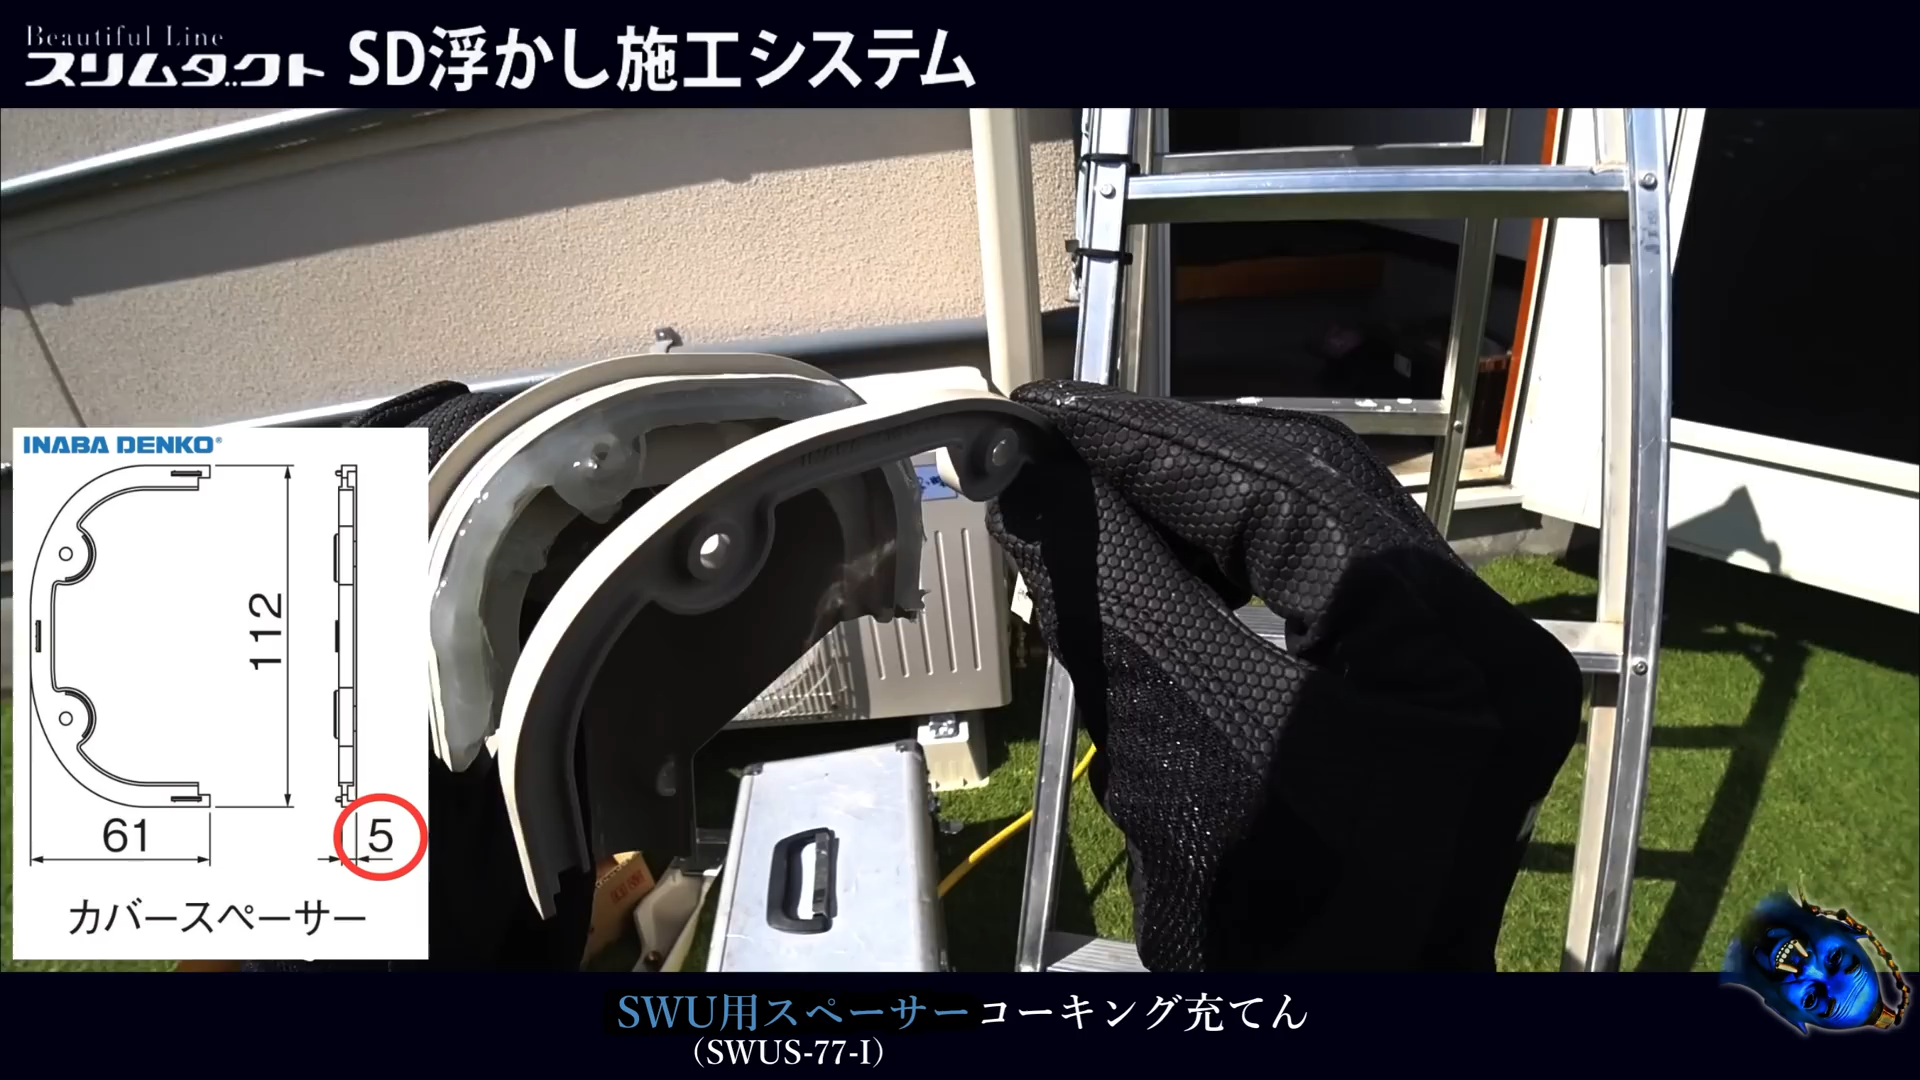 Beautiful Line
スリムダクト SD浮かし施工システム
INABA DENKO®
112
61
5
カバースペーサー
SWU用スペーサーコーキング充てん
(SWUS-77-I)